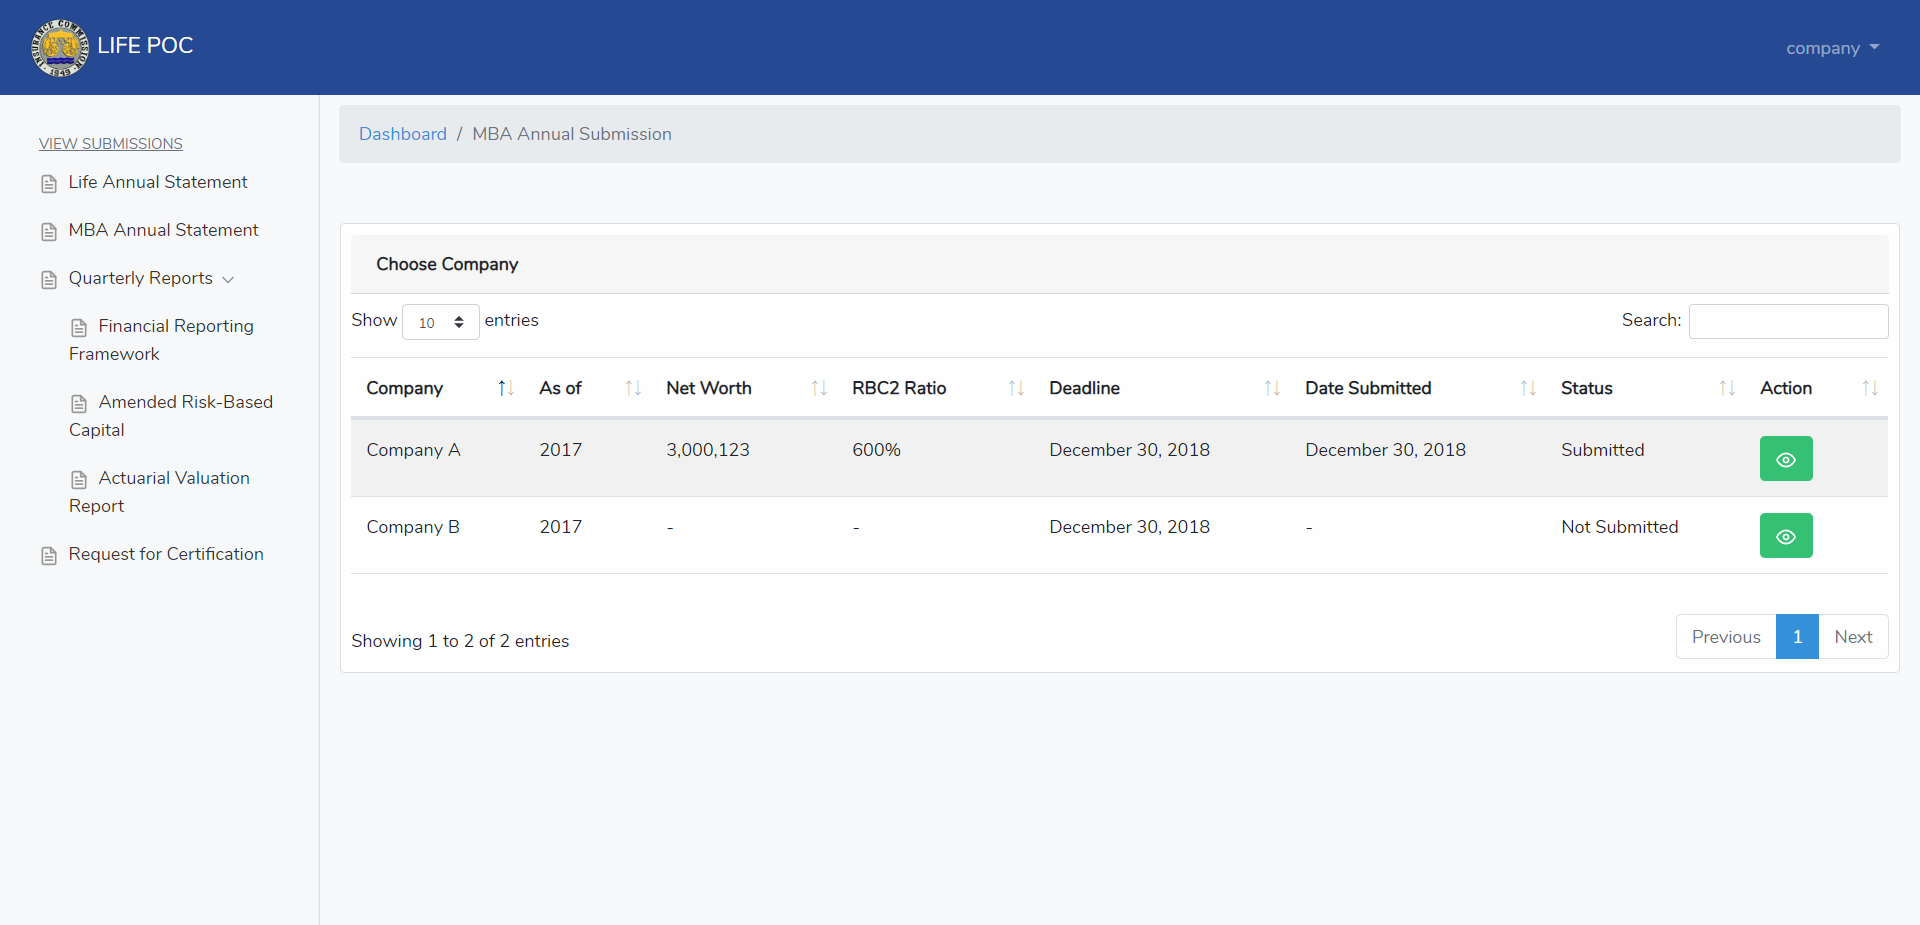 INSURANCE COMMISSION
1949
LIFE POC
company
VIEW SUBMISSIONS
Life Annual Statement
MBA Annual Statement
Quarterly Reports
Financial Reporting
Framework
Amended Risk-Based
Capital
Actuarial Valuation
Report
Request for Certification
Dashboard / MBA Annual Submission
Choose Company
Show 10 entries
Search:
Company As of Net Worth RBC2 Ratio Deadline Date Submitted Status Action
Company A 2017 3,000,123 600% December 30, 2018 December 30, 2018 Submitted
Company B 2017 - - December 30, 2018 - Not Submitted
Showing 1 to 2 of 2 entries
Previous 1 Next